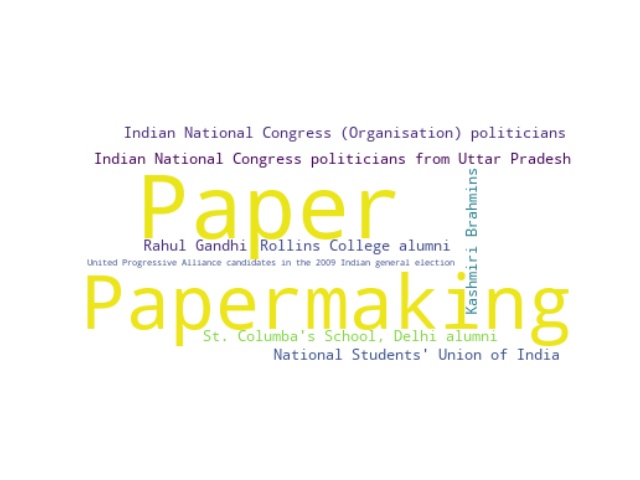 Indian National Congress (Organisation) politicians
Indian National Congress politicians from Uttar Pradesh
Paper
Kashmiri Brahmins
Rahul Gandhi
Rollins College alumni
United Progressive Alliance candidates in the 2009 Indian general election
Papermaking
St. Columba's School, Delhi alumni
National Students' Union of India